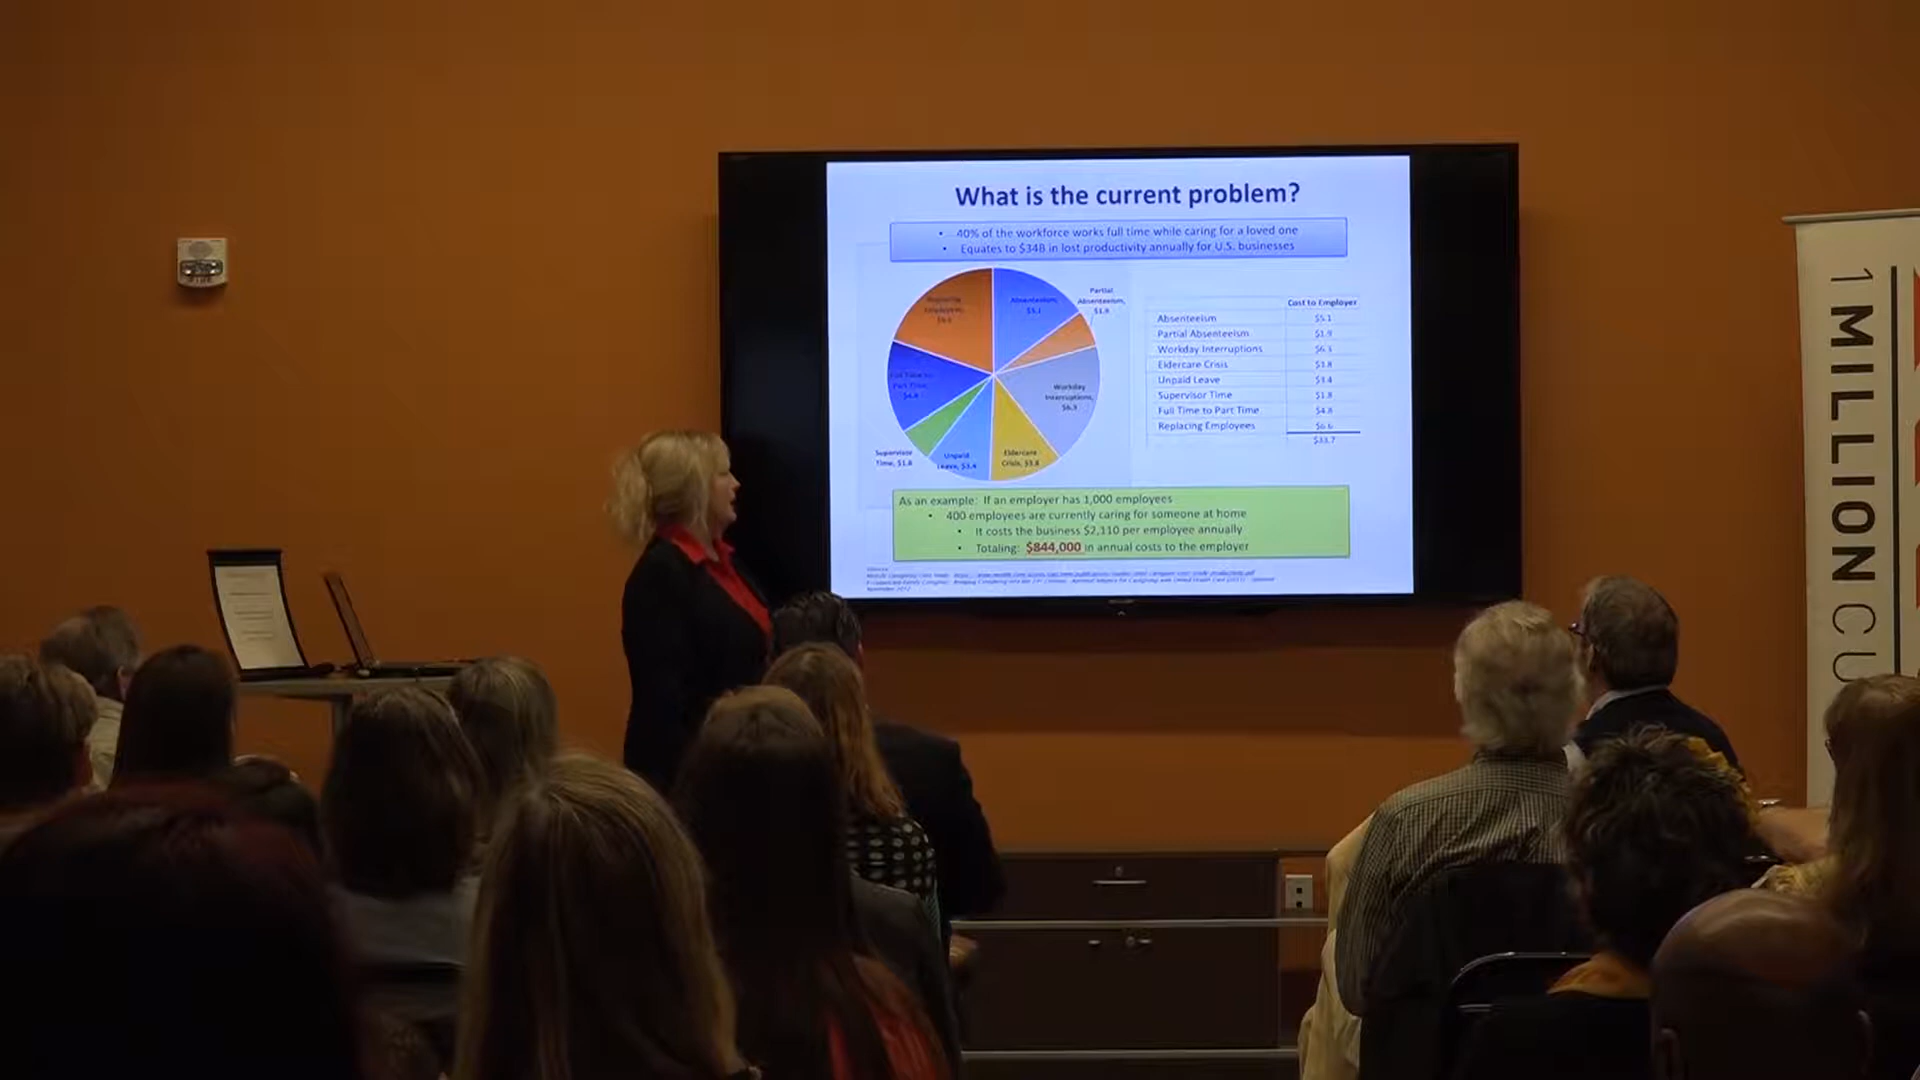 What is the current problem?
• 40% of the workforce works full time while caring for a loved one
• Equates to $34B in lost productivity annually for U.S. businesses
Absenteeism,
$5.1
Partial
Absenteeism,
$1.9
Workday
Interruptions,
$6.3
Eldercare
Crisis, $3.8
Unpaid
Leave, $3.4
Supervisor
Time, $1.8
Full Time to
Part Time,
$4.8
Replacing
Employees,
$6.6
Cost to Employer
Absenteeism $5.1
Partial Absenteeism $1.9
Workday Interruptions $6.3
Eldercare Crisis $3.8
Unpaid Leave $3.4
Supervisor Time $1.8
Full Time to Part Time $4.8
Replacing Employees $6.6
$33.7
As an example: If an employer has 1,000 employees
• 400 employees are currently caring for someone at home
• It costs the business $2,110 per employee annually
• Totaling: $844,000 in annual costs to the employer
1 MILLION CU
FIRE